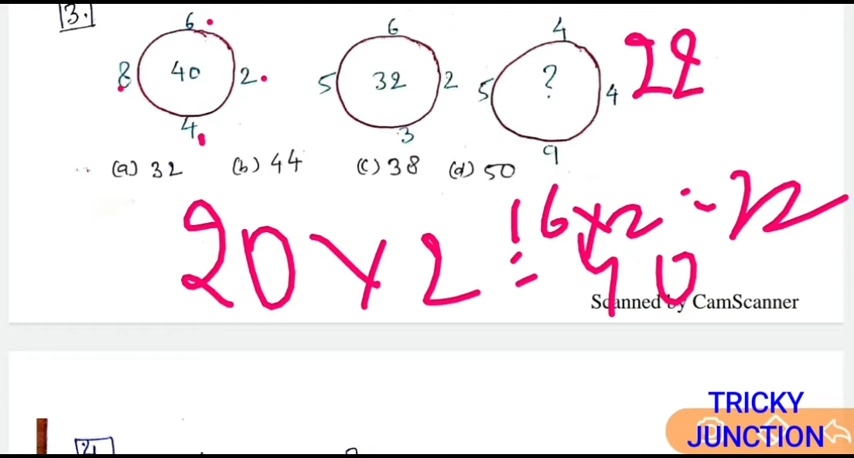 3.
6 6 4
8 40 2 5 32 2 5 ? 4 22
4 3 9
(a) 32 (b) 44 (c) 38 (d) 50
16×2=32
20×2=40
Scanned by CamScanner
TRICKY
JUNCTION